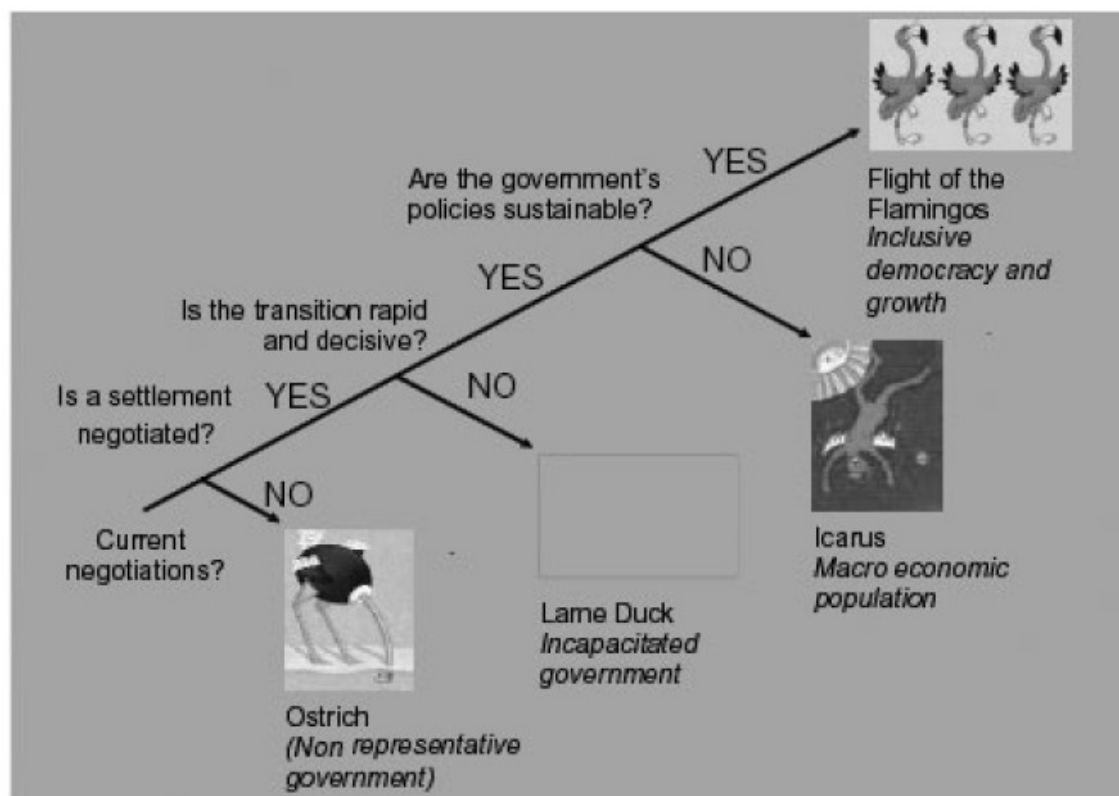 YES
Are the government's
policies sustainable?
Flight of the
Flamingos
Inclusive
democracy and
growth
NO
YES
Is the transition rapid
and decisive?
NO
YES
Is a settlement
negotiated?
NO
Current
negotiations?
Icarus
Macro economic
population
Lame Duck
Incapacitated
government
Ostrich
(Non representative
government)